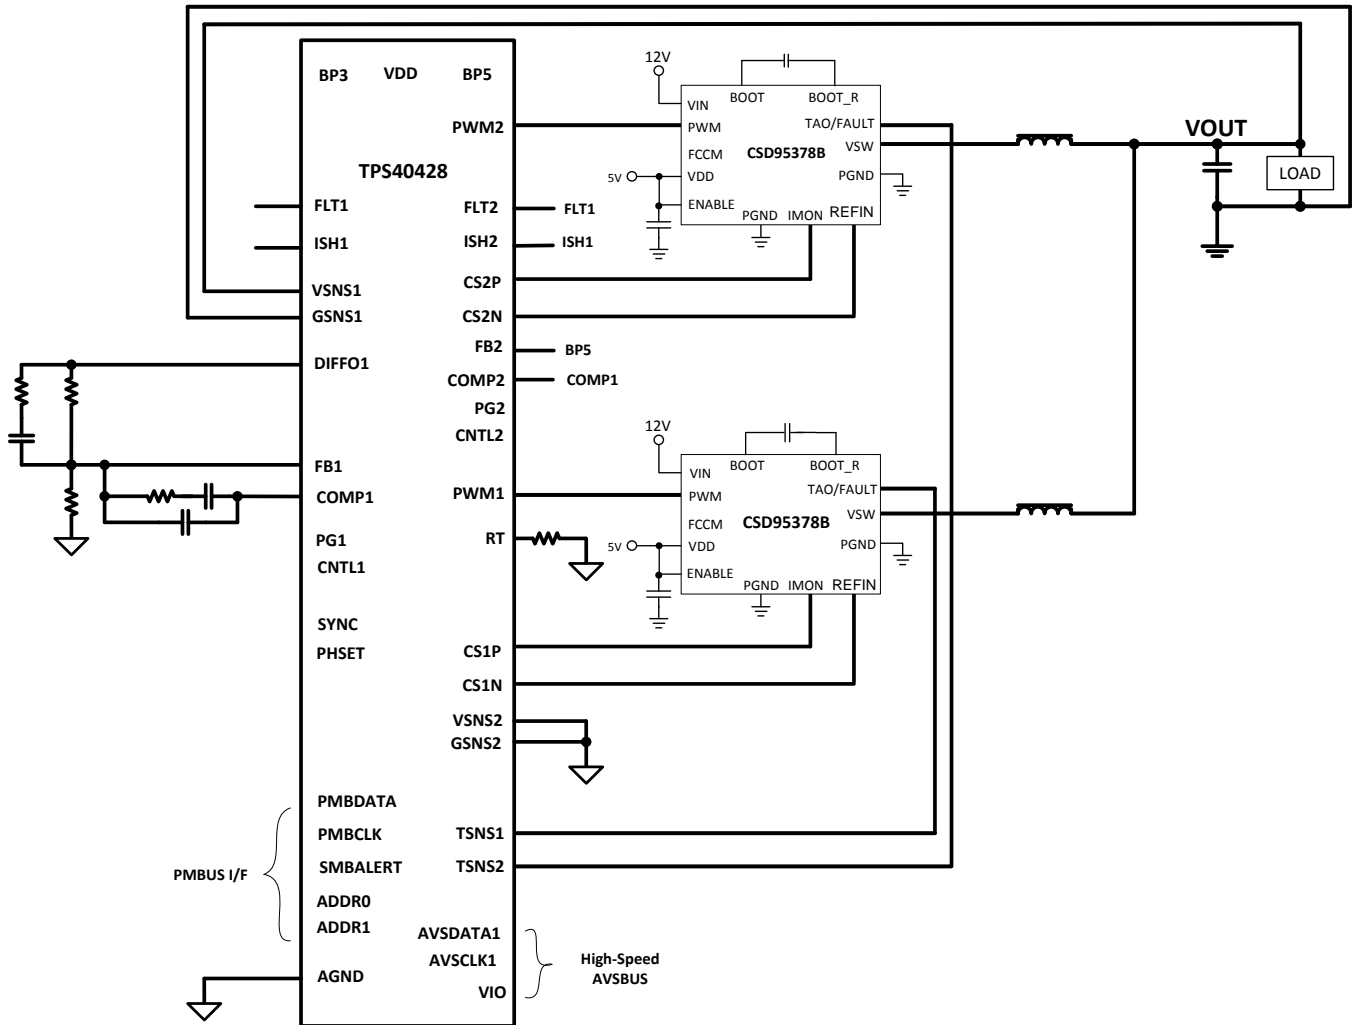 BP3 VDD BP5
PWM2
TPS40428
FLT1
ISH1
VSNS1
GSNS1
DIFFO1
FB1
COMP1
PG1
CNTL1
SYNC
PHSET
PMBDATA
PMBCLK
SMBALERT
ADDR0
ADDR1
AGND
PMBUS I/F
FLT2 FLT1
ISH2 ISH1
CS2P
CS2N
FB2 BP5
COMP2 COMP1
PG2
CNTL2
PWM1
RT
CS1P
CS1N
VSNS2
GSNS2
TSNS1
TSNS2
AVSDATA1
AVSCLK1
VIO
High-Speed
AVSBUS
12V
VIN
BOOT BOOT_R
PWM TAO/FAULT
FCCM CSD95378B VSW
5V VDD PGND
ENABLE
PGND IMON REFIN
12V
VIN
BOOT BOOT_R
PWM TAO/FAULT
FCCM CSD95378B VSW
5V VDD PGND
ENABLE
PGND IMON REFIN
VOUT
LOAD